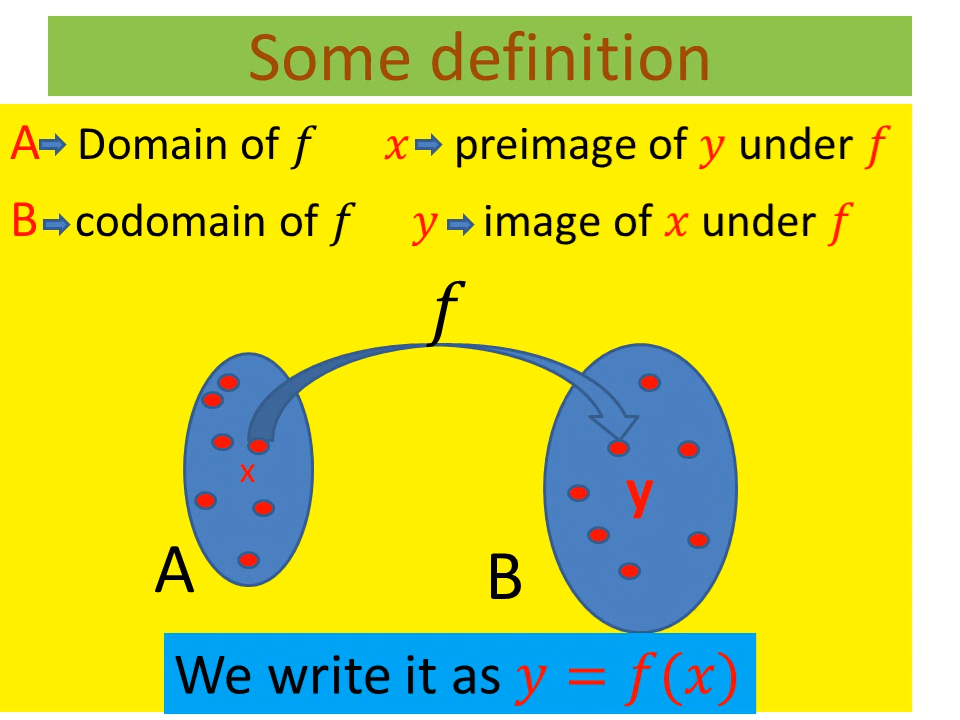 Some definition
A Domain of 𝑓 𝑥 preimage of 𝑦 under 𝑓
B codomain of 𝑓 𝑦 image of 𝑥 under 𝑓
𝑓
x
y
A
B
We write it as 𝑦 = 𝑓(𝑥)